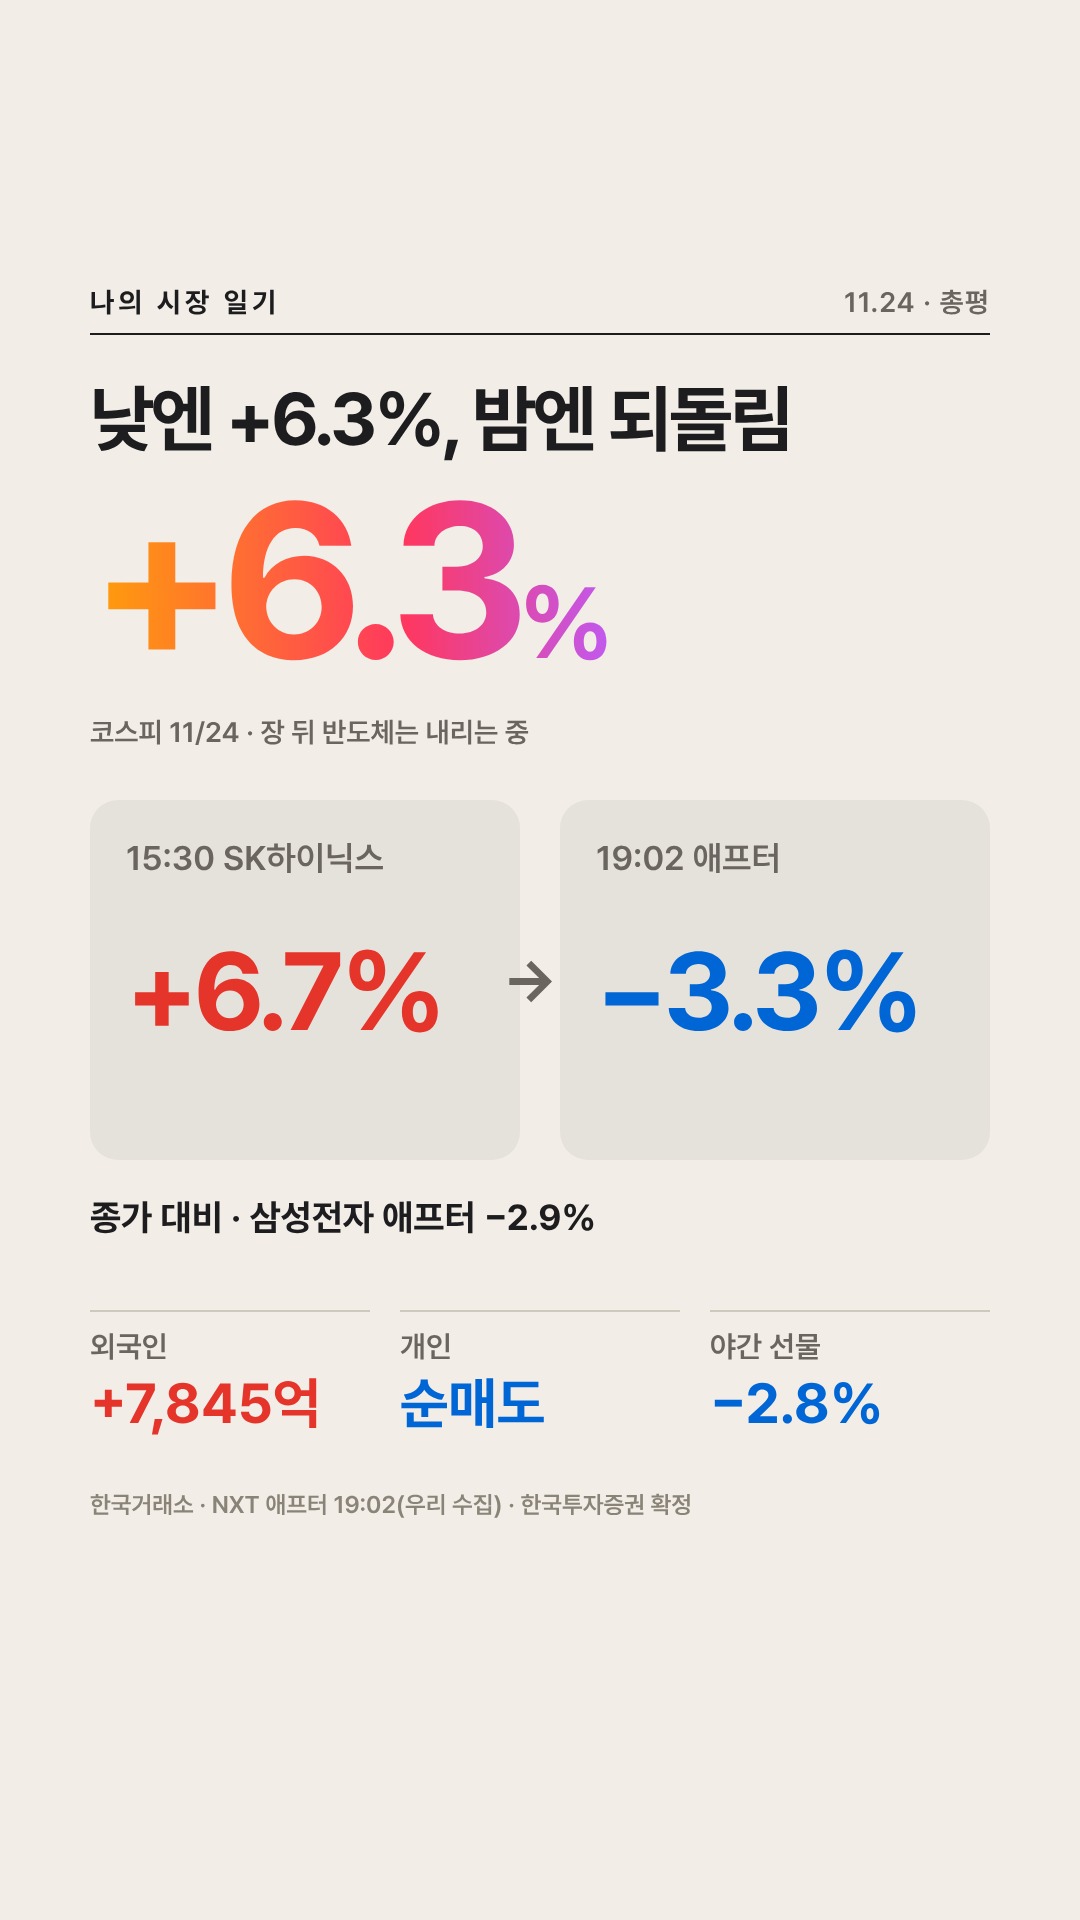 나의 시장 일기
11.24 · 총평
낮엔 +6.3%, 밤엔 되돌림
+6.3%
코스피 11/24 · 장 뒤 반도체는 내리는 중
15:30 SK하이닉스
+6.7%
→
19:02 애프터
−3.3%
종가 대비 · 삼성전자 애프터 −2.9%
외국인
+7,845억
개인
순매도
야간 선물
−2.8%
한국거래소 · NXT 애프터 19:02(우리 수집) · 한국투자증권 확정